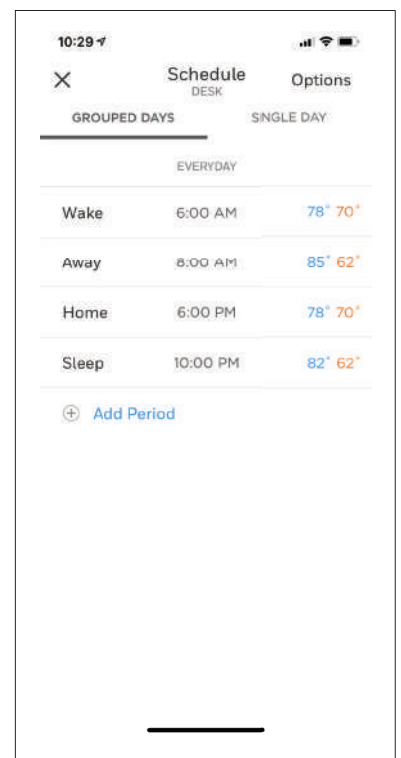 10:29
Schedule Options
DESK
GROUPED DAYS SINGLE DAY
EVERYDAY
Wake 6:00 AM 78° 70°
Away 8:00 AM 85° 62°
Home 6:00 PM 78° 70°
Sleep 10:00 PM 82° 62°
Add Period